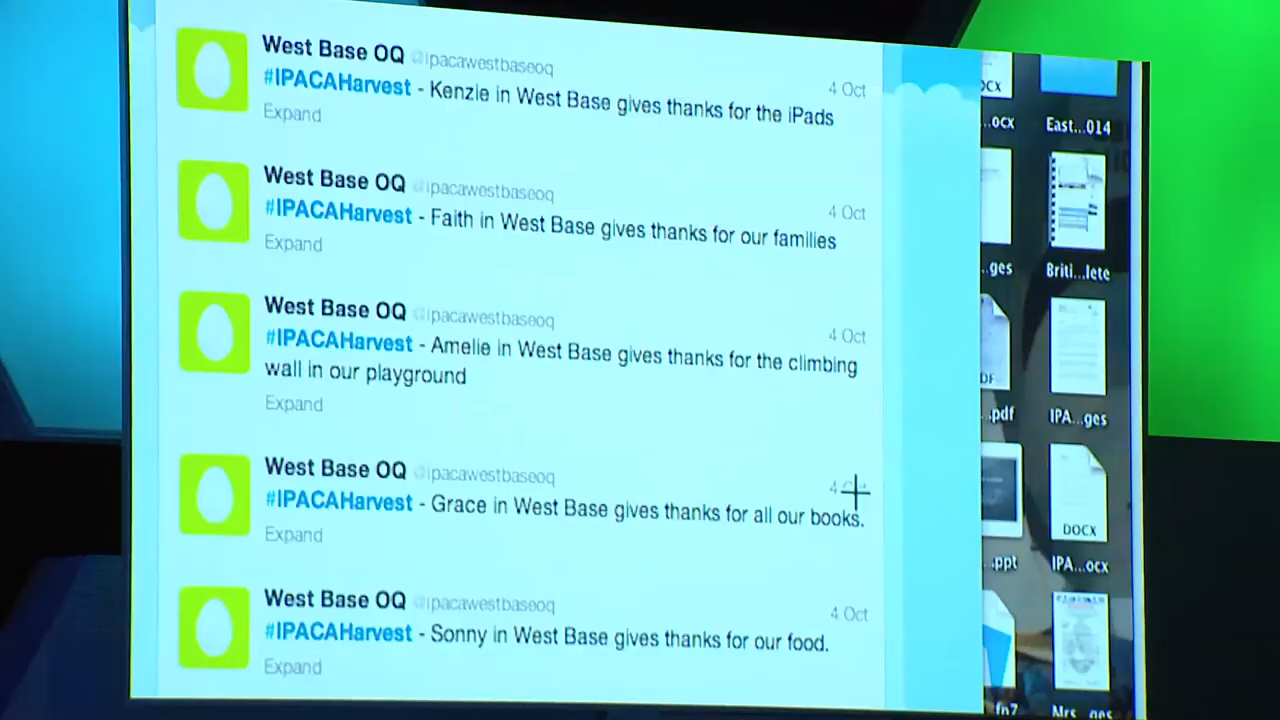 West Base OQ @ipacawestbaseoq
4 Oct
#IPACAHarvest - Kenzie in West Base gives thanks for the iPads
Expand
West Base OQ @ipacawestbaseoq
4 Oct
#IPACAHarvest - Faith in West Base gives thanks for our families
Expand
West Base OQ @ipacawestbaseoq
4 Oct
#IPACAHarvest - Amelie in West Base gives thanks for the climbing
wall in our playground
Expand
West Base OQ @ipacawestbaseoq
4
#IPACAHarvest - Grace in West Base gives thanks for all our books.
Expand
West Base OQ @ipacawestbaseoq
4 Oct
#IPACAHarvest - Sonny in West Base gives thanks for our food.
Expand
...ocx East...014
...ges Briti...lete
...pdf IPA...ges
DOCX
...ppt IPA...ocx